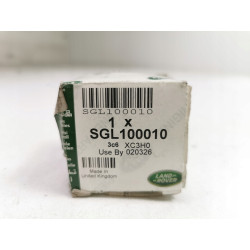 SGL100010
1 x
SGL100010
3c6 XC3H0
Use By 020326
Made in
United Kingdom
LAND-
ROVER